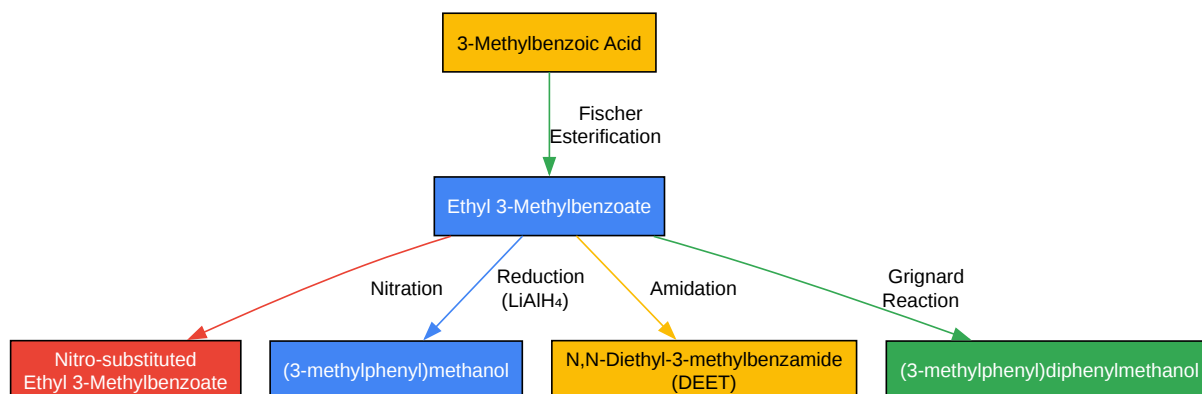 3-Methylbenzoic Acid
Fischer
Esterification
Ethyl 3-Methylbenzoate
Nitration
Reduction
(LiAlH₄)
Amidation
Grignard
Reaction
Nitro-substituted
Ethyl 3-Methylbenzoate
(3-methylphenyl)methanol
N,N-Diethyl-3-methylbenzamide
(DEET)
(3-methylphenyl)diphenylmethanol